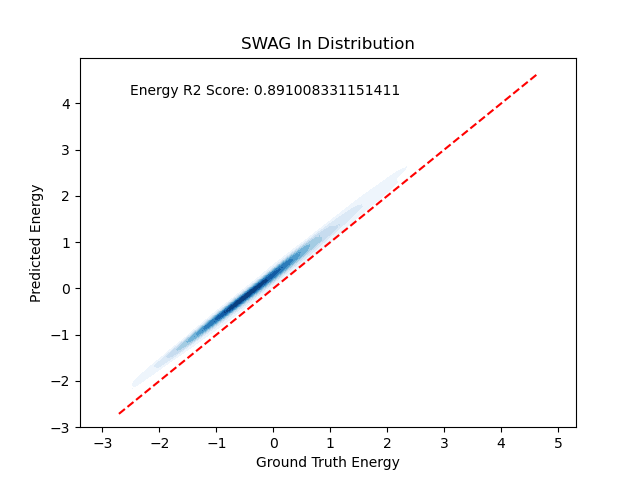 SWAG In Distribution
Energy R2 Score: 0.891008331151411
Predicted Energy
4
3
2
1
0
−1
−2
−3
−3 −2 −1 0 1 2 3 4 5
Ground Truth Energy